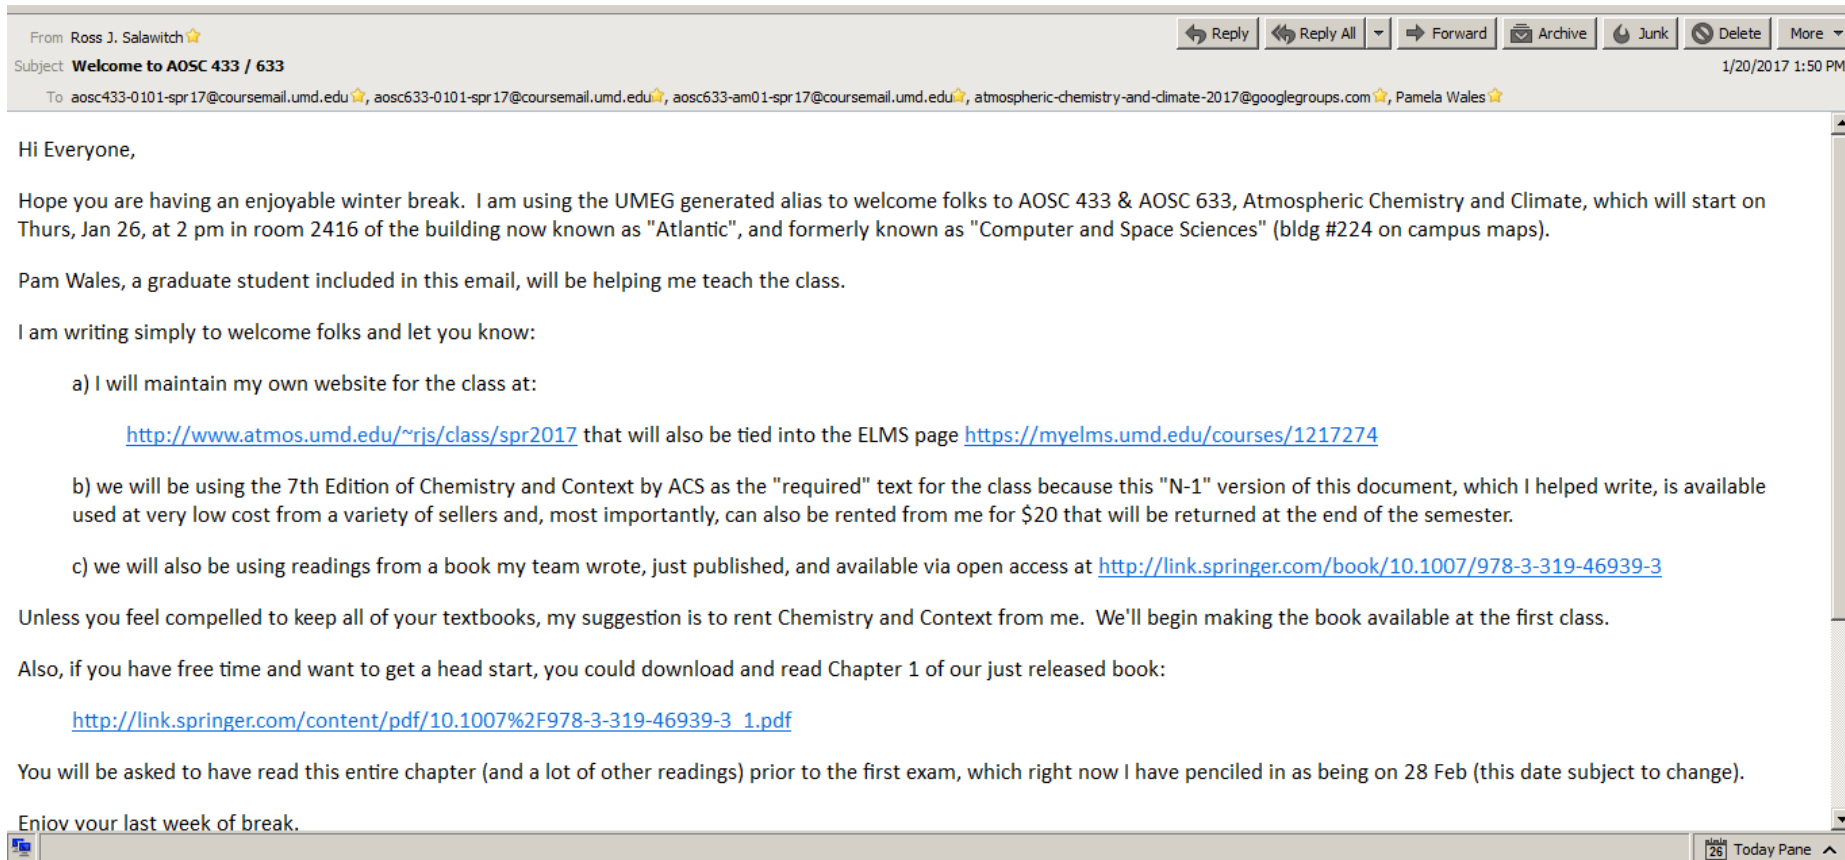 From Ross J. Salawitch
Reply Reply All Forward Archive Junk Delete More
Subject Welcome to AOSC 433 / 633
1/20/2017 1:50 PM
To aosc433-0101-spr17@coursemail.umd.edu, aosc633-0101-spr17@coursemail.umd.edu, aosc633-am01-spr17@coursemail.umd.edu, atmospheric-chemistry-and-climate-2017@googlegroups.com, Pamela Wales
Hi Everyone,
Hope you are having an enjoyable winter break. I am using the UMEG generated alias to welcome folks to AOSC 433 & AOSC 633, Atmospheric Chemistry and Climate, which will start on
Thurs, Jan 26, at 2 pm in room 2416 of the building now known as "Atlantic", and formerly known as "Computer and Space Sciences" (bldg #224 on campus maps).
Pam Wales, a graduate student included in this email, will be helping me teach the class.
I am writing simply to welcome folks and let you know:
a) I will maintain my own website for the class at:
http://www.atmos.umd.edu/~rjs/class/spr2017 that will also be tied into the ELMS page https://myelms.umd.edu/courses/1217274
b) we will be using the 7th Edition of Chemistry and Context by ACS as the "required" text for the class because this "N-1" version of this document, which I helped write, is available
used at very low cost from a variety of sellers and, most importantly, can also be rented from me for $20 that will be returned at the end of the semester.
c) we will also be using readings from a book my team wrote, just published, and available via open access at http://link.springer.com/book/10.1007/978-3-319-46939-3
Unless you feel compelled to keep all of your textbooks, my suggestion is to rent Chemistry and Context from me. We'll begin making the book available at the first class.
Also, if you have free time and want to get a head start, you could download and read Chapter 1 of our just released book:
http://link.springer.com/content/pdf/10.1007%2F978-3-319-46939-3_1.pdf
You will be asked to have read this entire chapter (and a lot of other readings) prior to the first exam, which right now I have penciled in as being on 28 Feb (this date subject to change).
Enjoy your last week of break.
26 Today Pane